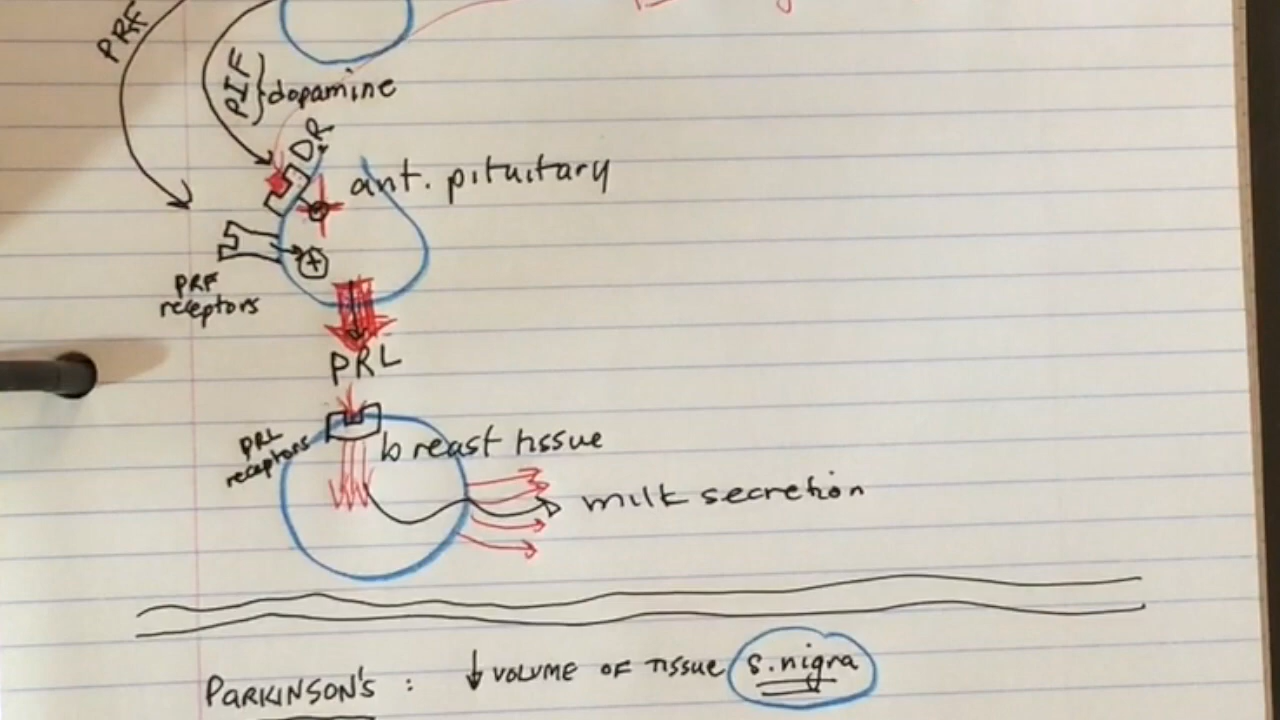 PRF
PIF } dopamine
DR
ant. pituitary
+
PRF
receptors
PRL
PRL
receptors
breast tissue
milk secretion
PARKINSON'S : ↓ VOLUME OF TISSUE s.nigra